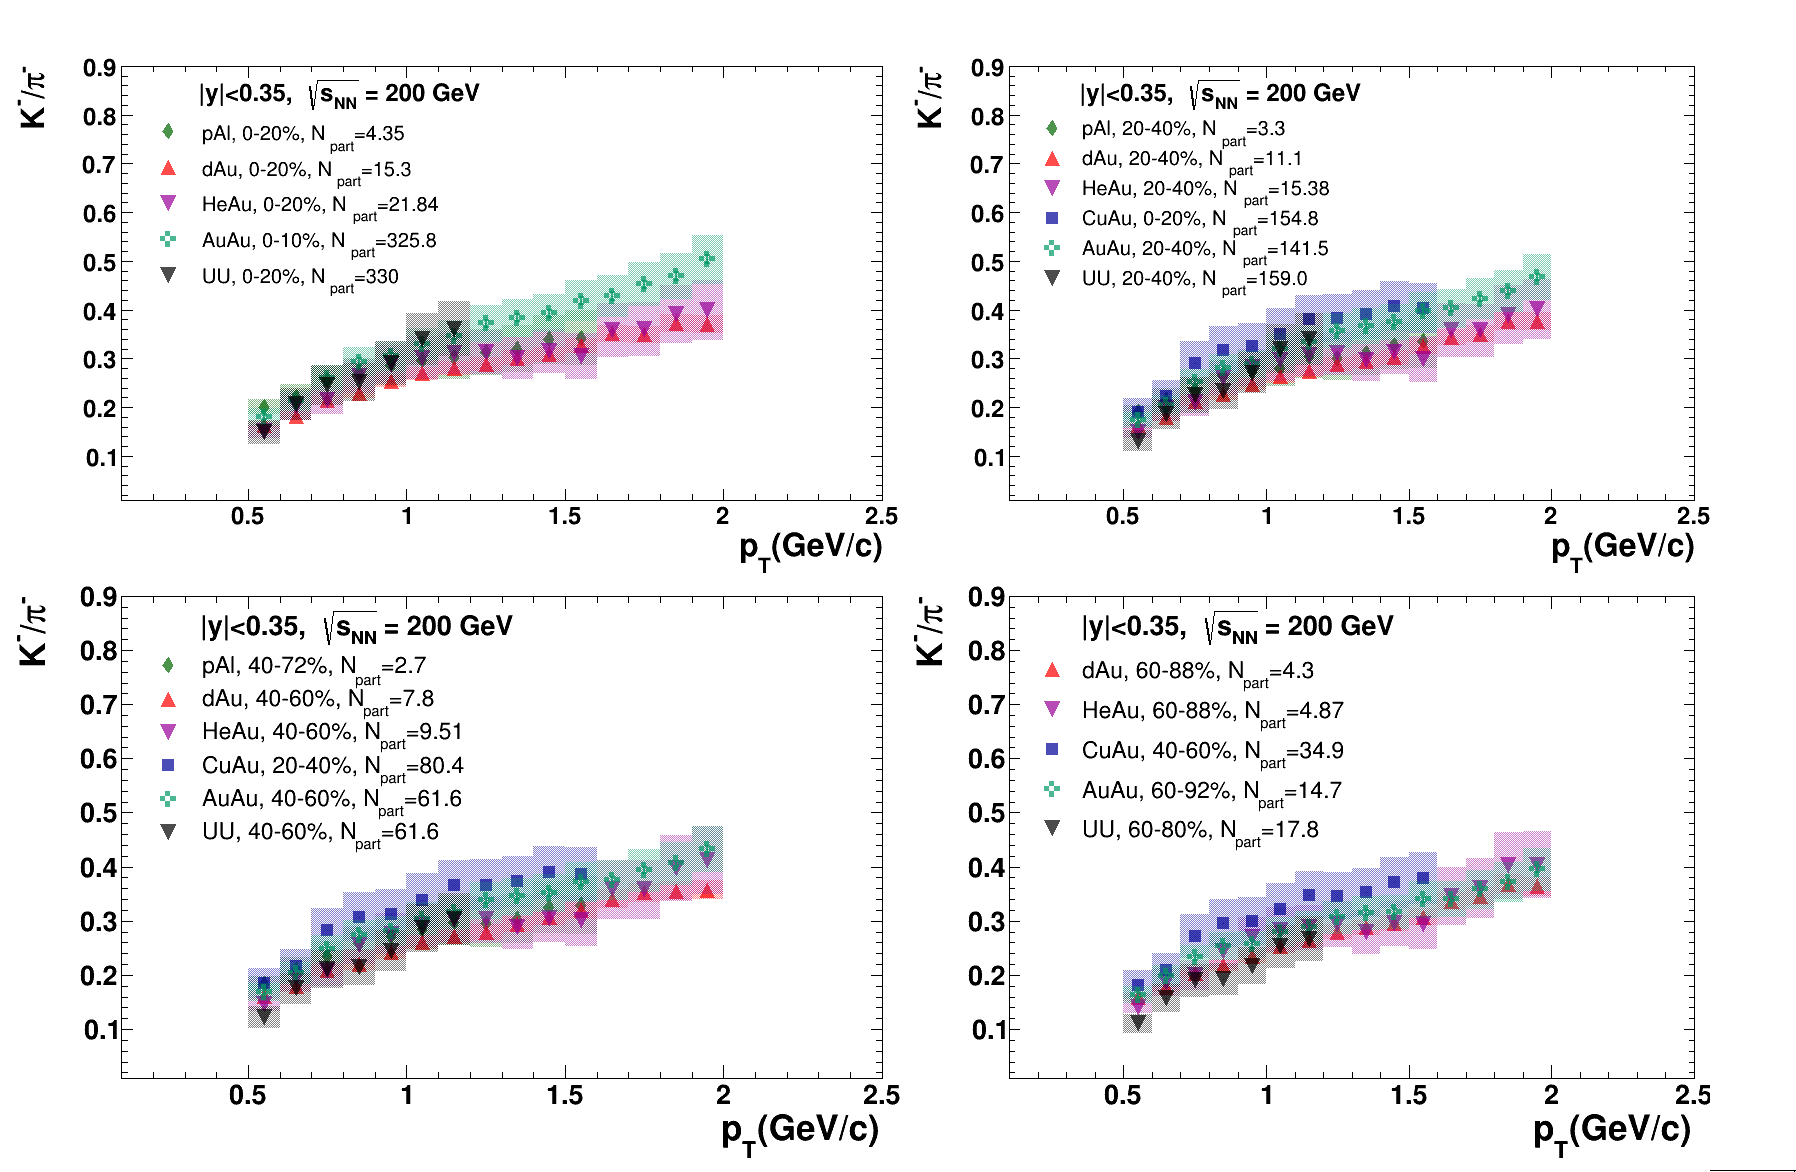 K⁻/π⁻
0.9
0.8
0.7
0.6
0.5
0.4
0.3
0.2
0.1
|y|<0.35, √sNN = 200 GeV
pAl, 0-20%, Npart=4.35
dAu, 0-20%, Npart=15.3
HeAu, 0-20%, Npart=21.84
AuAu, 0-10%, Npart=325.8
UU, 0-20%, Npart=330
0.5 1 1.5 2 2.5
pT(GeV/c)
K⁻/π⁻
0.9
0.8
0.7
0.6
0.5
0.4
0.3
0.2
0.1
|y|<0.35, √sNN = 200 GeV
pAl, 20-40%, Npart=3.3
dAu, 20-40%, Npart=11.1
HeAu, 20-40%, Npart=15.38
CuAu, 0-20%, Npart=154.8
AuAu, 20-40%, Npart=141.5
UU, 20-40%, Npart=159.0
0.5 1 1.5 2 2.5
pT(GeV/c)
K⁻/π⁻
0.9
0.8
0.7
0.6
0.5
0.4
0.3
0.2
0.1
|y|<0.35, √sNN = 200 GeV
pAl, 40-72%, Npart=2.7
dAu, 40-60%, Npart=7.8
HeAu, 40-60%, Npart=9.51
CuAu, 20-40%, Npart=80.4
AuAu, 40-60%, Npart=61.6
UU, 40-60%, Npart=61.6
0.5 1 1.5 2 2.5
pT(GeV/c)
K⁻/π⁻
0.9
0.8
0.7
0.6
0.5
0.4
0.3
0.2
0.1
|y|<0.35, √sNN = 200 GeV
dAu, 60-88%, Npart=4.3
HeAu, 60-88%, Npart=4.87
CuAu, 40-60%, Npart=34.9
AuAu, 60-92%, Npart=14.7
UU, 60-80%, Npart=17.8
0.5 1 1.5 2 2.5
pT(GeV/c)